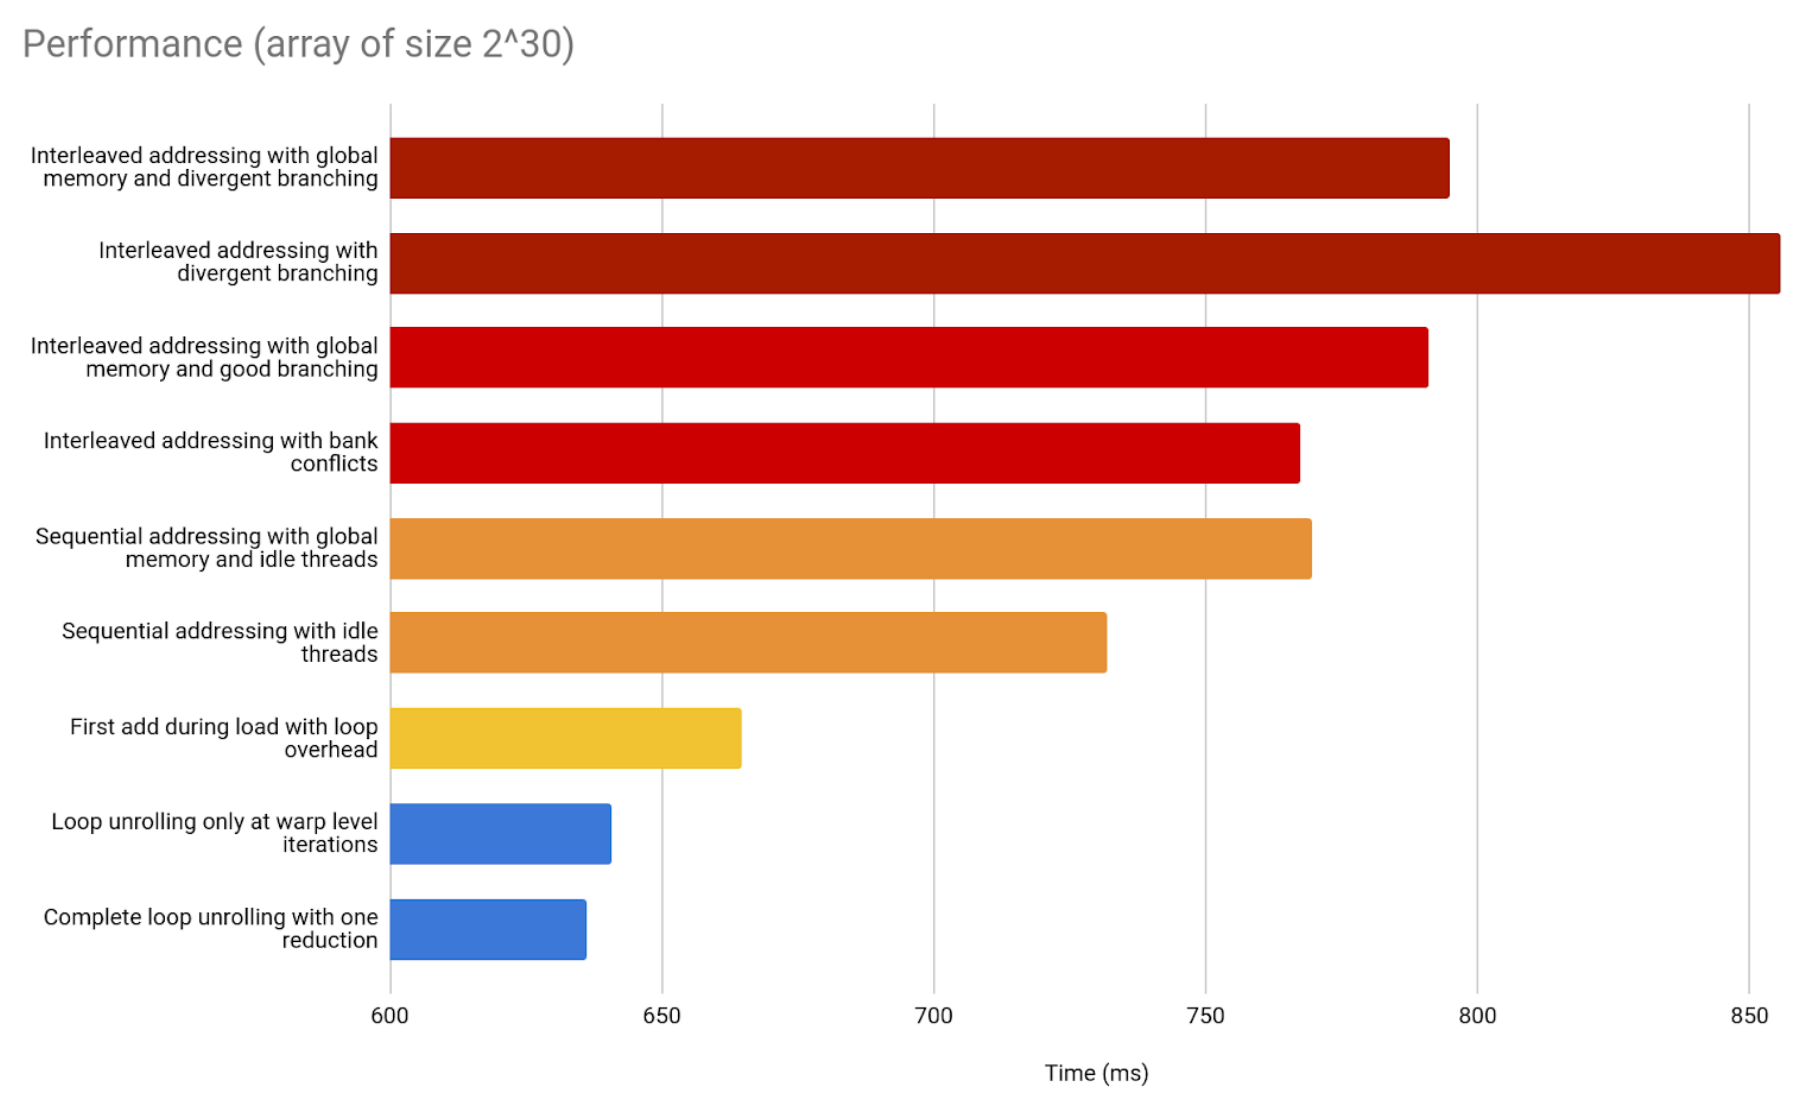 Performance (array of size 2^30)
Interleaved addressing with global
memory and divergent branching
Interleaved addressing with
divergent branching
Interleaved addressing with global
memory and good branching
Interleaved addressing with bank
conflicts
Sequential addressing with global
memory and idle threads
Sequential addressing with idle
threads
First add during load with loop
overhead
Loop unrolling only at warp level
iterations
Complete loop unrolling with one
reduction
600 650 700 750 800 850
Time (ms)